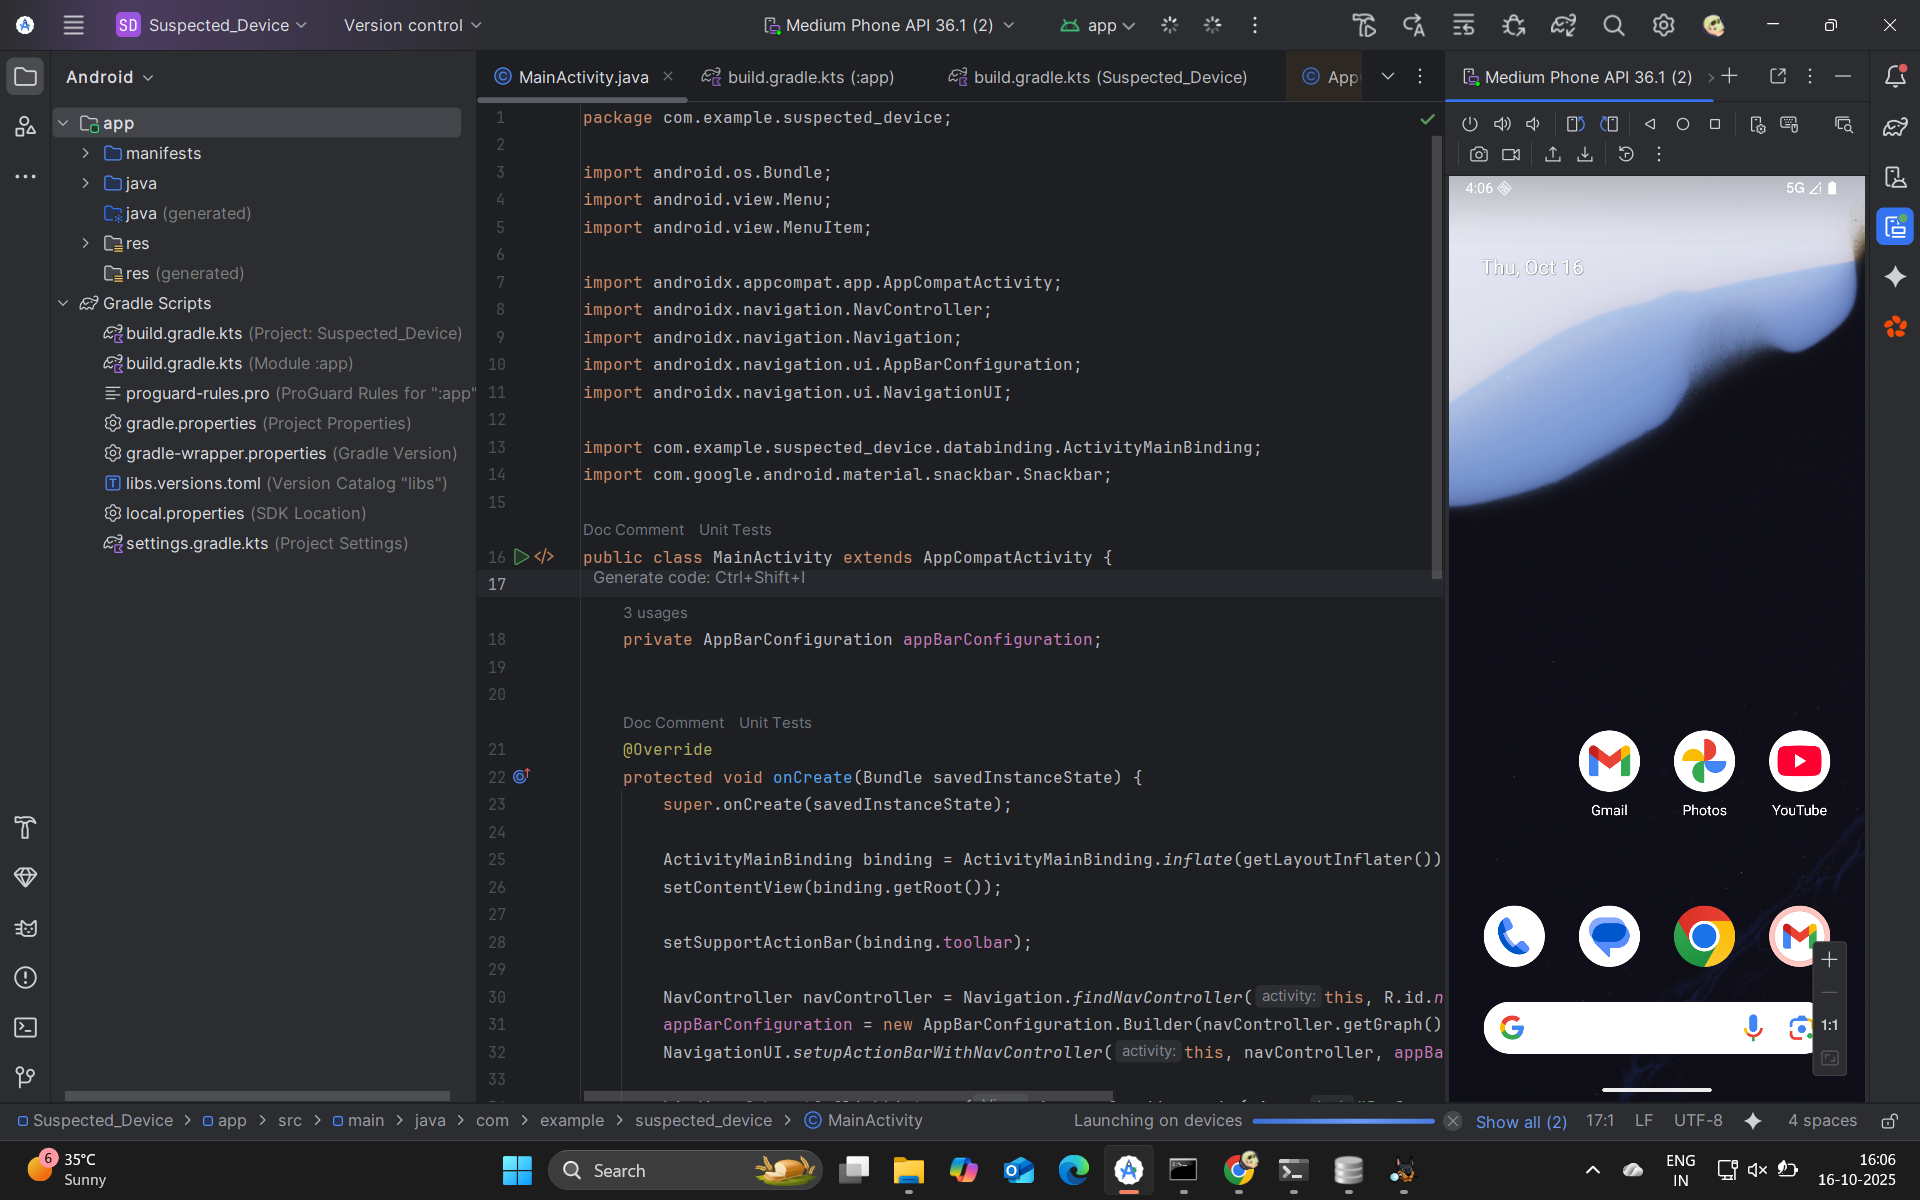 SD Suspected_Device
Version control
Medium Phone API 36.1 (2)
app
Android
app
manifests
java
java (generated)
res
res (generated)
Gradle Scripts
build.gradle.kts (Project: Suspected_Device)
build.gradle.kts (Module :app)
proguard-rules.pro (ProGuard Rules for ":app"
gradle.properties (Project Properties)
gradle-wrapper.properties (Gradle Version)
libs.versions.toml (Version Catalog "libs")
local.properties (SDK Location)
settings.gradle.kts (Project Settings)
MainActivity.java
build.gradle.kts (:app)
build.gradle.kts (Suspected_Device)
App
1 package com.example.suspected_device;
2
3 import android.os.Bundle;
4 import android.view.Menu;
5 import android.view.MenuItem;
6
7 import androidx.appcompat.app.AppCompatActivity;
8 import androidx.navigation.NavController;
9 import androidx.navigation.Navigation;
10 import androidx.navigation.ui.AppBarConfiguration;
11 import androidx.navigation.ui.NavigationUI;
12
13 import com.example.suspected_device.databinding.ActivityMainBinding;
14 import com.google.android.material.snackbar.Snackbar;
15
Doc Comment Unit Tests
16 public class MainActivity extends AppCompatActivity {
17 Generate code: Ctrl+Shift+I
3 usages
18 private AppBarConfiguration appBarConfiguration;
19
20
Doc Comment Unit Tests
21 @Override
22 protected void onCreate(Bundle savedInstanceState) {
23 super.onCreate(savedInstanceState);
24
25 ActivityMainBinding binding = ActivityMainBinding.inflate(getLayoutInflater())
26 setContentView(binding.getRoot());
27
28 setSupportActionBar(binding.toolbar);
29
30 NavController navController = Navigation.findNavController( activity: this, R.id.n
31 appBarConfiguration = new AppBarConfiguration.Builder(navController.getGraph()
32 NavigationUI.setupActionBarWithNavController( activity: this, navController, appBa
33
Medium Phone API 36.1 (2)
4:06
5G
Thu, Oct 16
Gmail
Photos
YouTube
1:1
Suspected_Device > app > src > main > java > com > example > suspected_device > MainActivity
Launching on devices
Show all (2)
17:1
LF
UTF-8
4 spaces
6
35°C
Sunny
Search
ENG
IN
16:06
16-10-2025